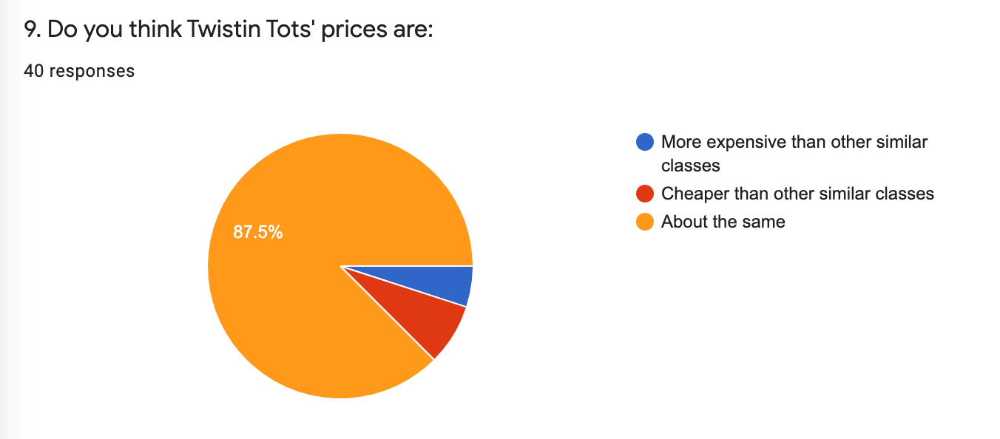 9. Do you think Twistin Tots' prices are:
40 responses
87.5%
More expensive than other similar
classes
Cheaper than other similar classes
About the same